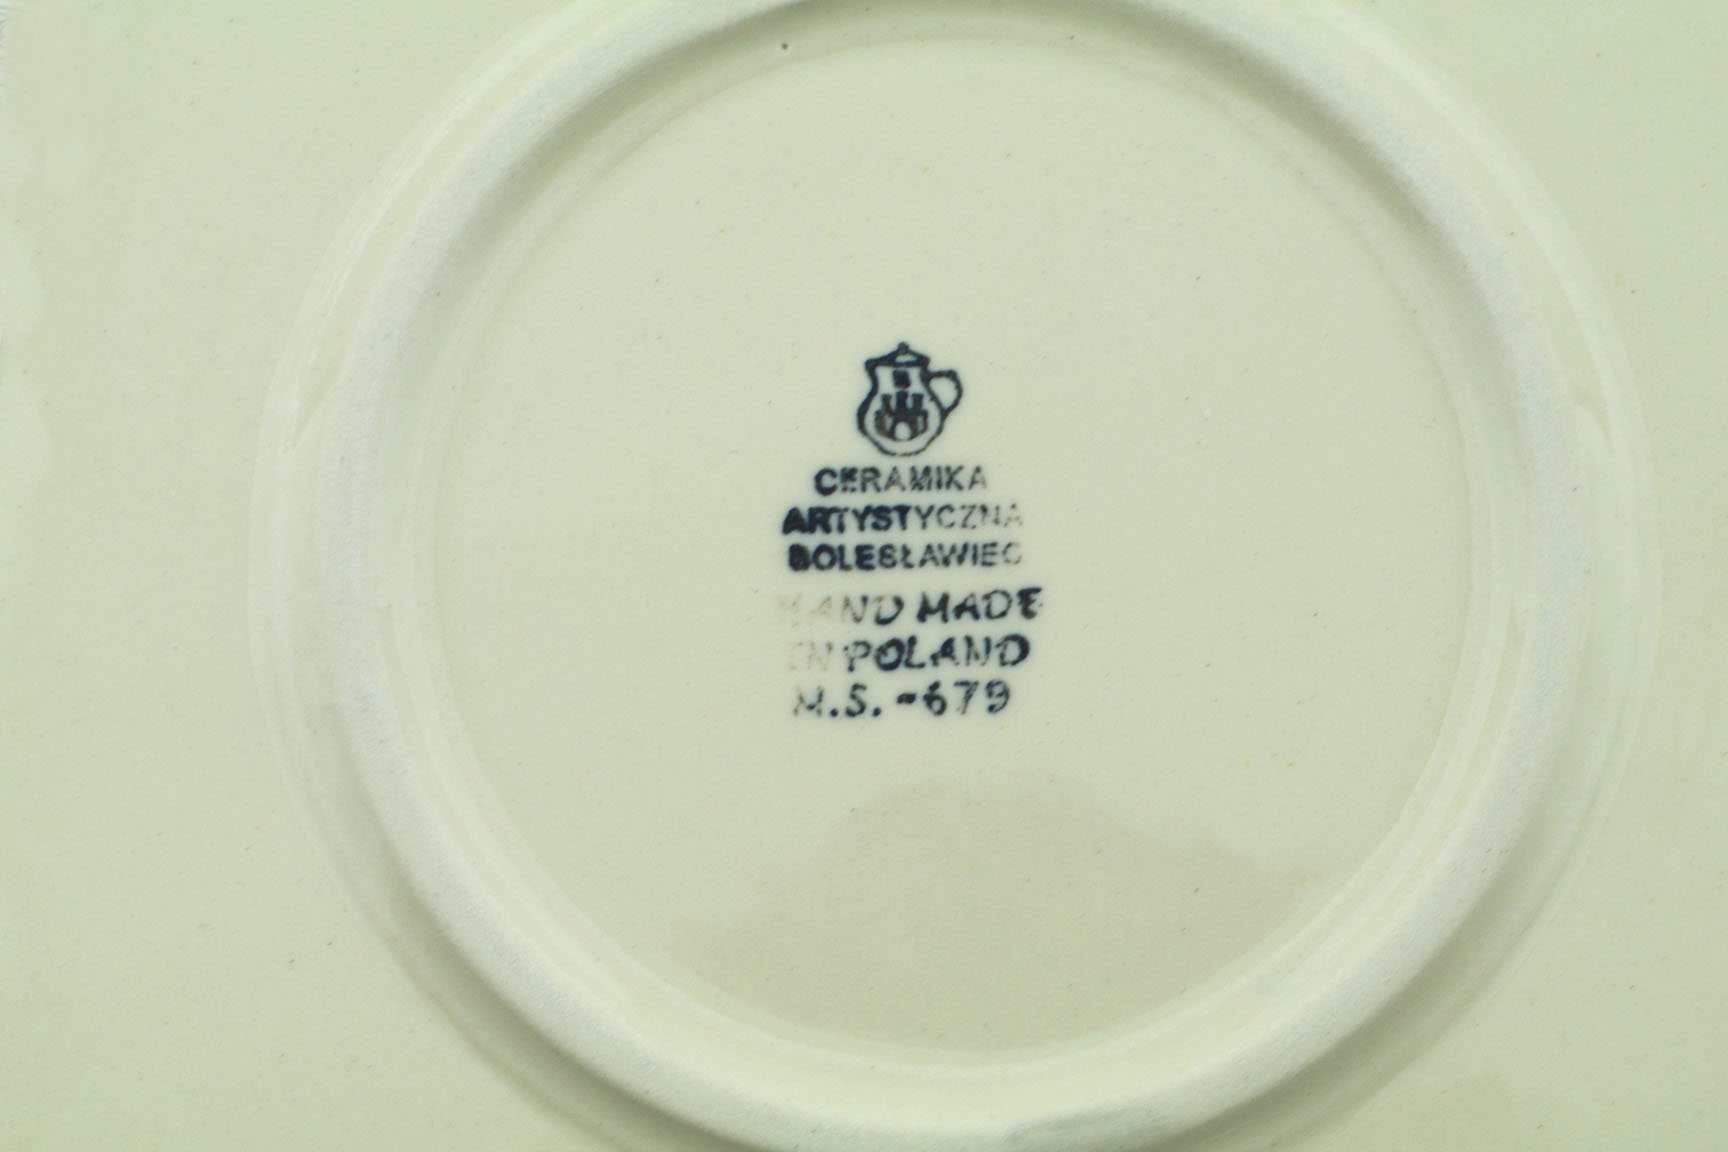 CERAMIKA
ARTYSTYCZNA
BOLESŁAWIEC
HAND MADE
IN POLAND
M.S.-679